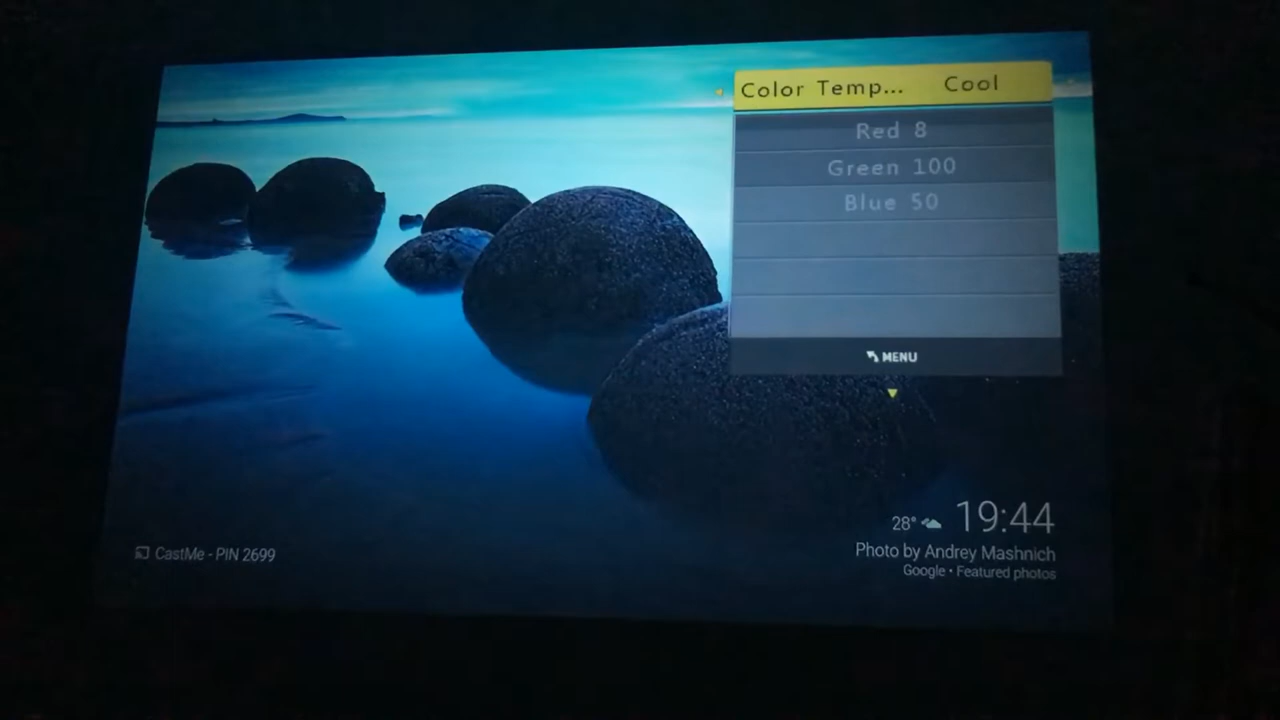 Color Temp... Cool
Red 8
Green 100
Blue 50
MENU
28° 19:44
CastMe - PIN 2699
Photo by Andrey Mashnich
Google • Featured photos